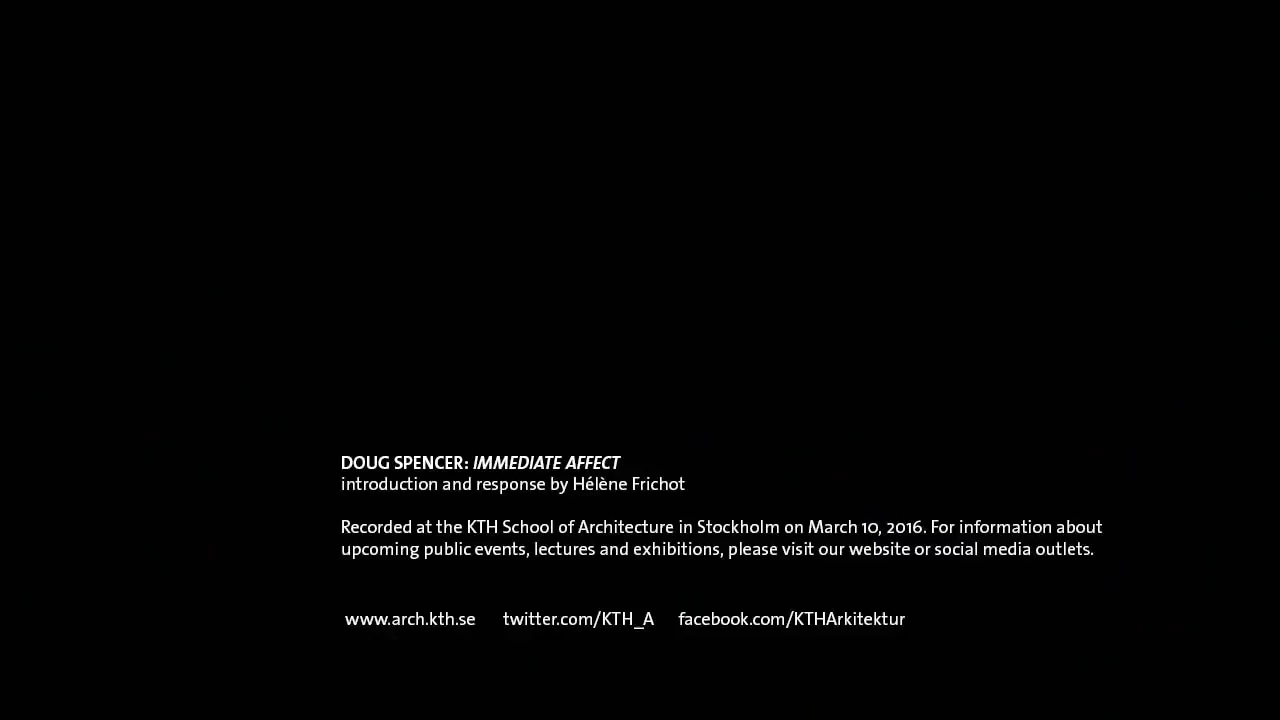 DOUG SPENCER: IMMEDIATE AFFECT
introduction and response by Hélène Frichot
Recorded at the KTH School of Architecture in Stockholm on March 10, 2016. For information about
upcoming public events, lectures and exhibitions, please visit our website or social media outlets.
www.arch.kth.se twitter.com/KTH_A facebook.com/KTHArkitektur